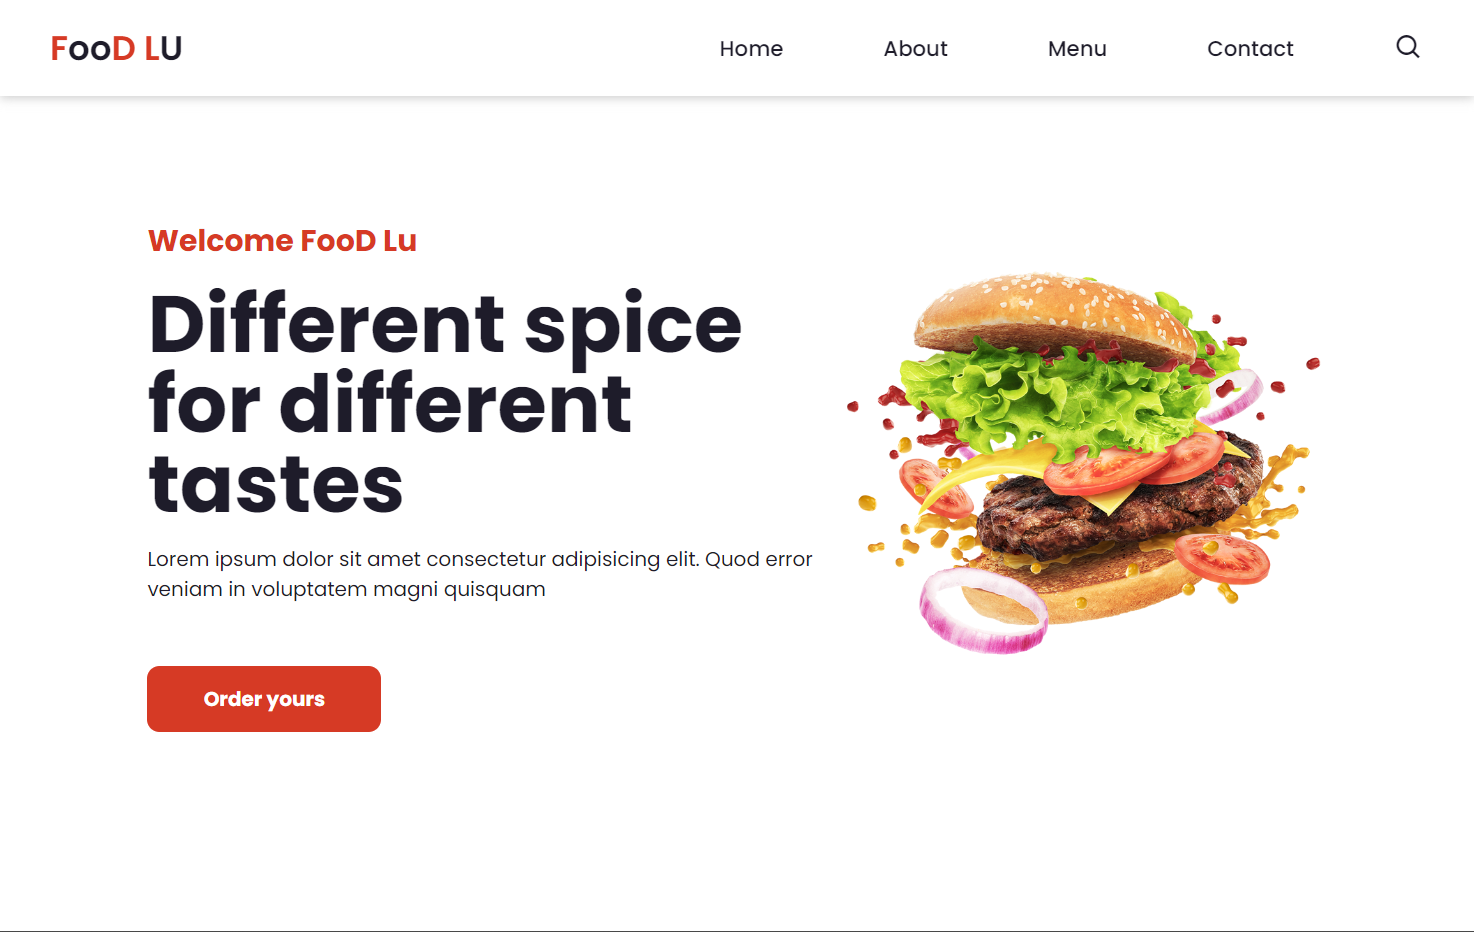 FooD LU
Home About Menu Contact
Welcome FooD Lu
Different spice
for different
tastes
Lorem ipsum dolor sit amet consectetur adipisicing elit. Quod error
veniam in voluptatem magni quisquam
Order yours